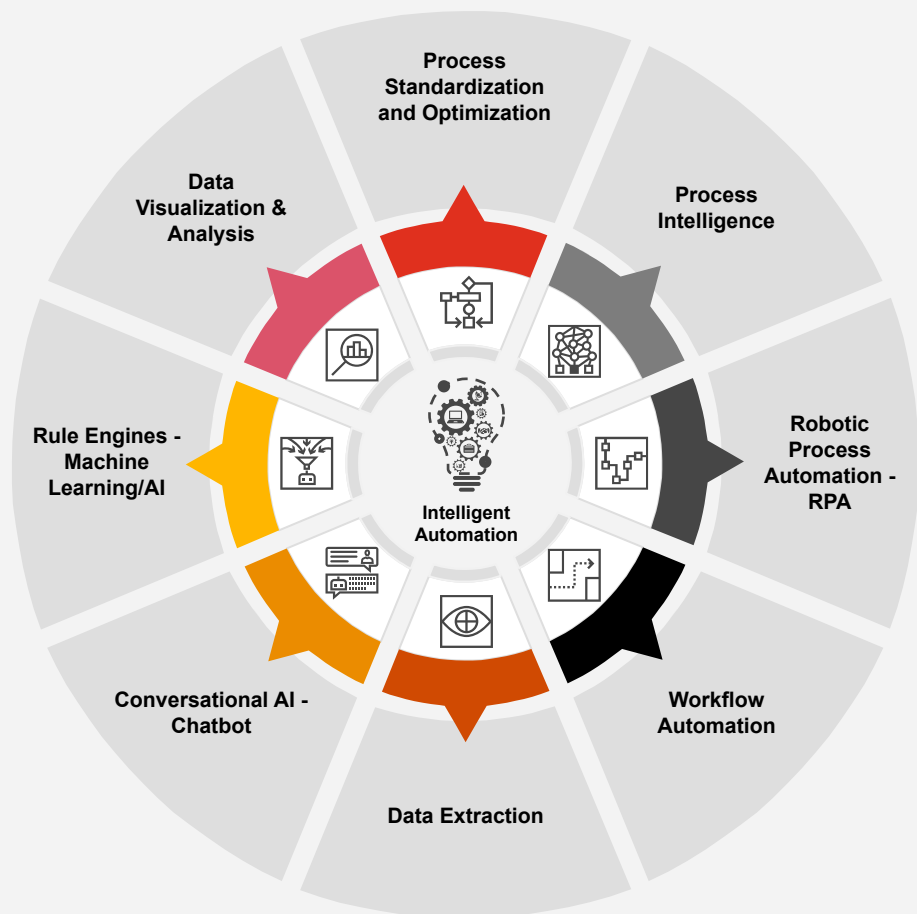 Process
Standardization
and Optimization
Process
Intelligence
Robotic
Process
Automation -
RPA
Workflow
Automation
Data Extraction
Conversational AI -
Chatbot
Rule Engines -
Machine
Learning/AI
Data
Visualization &
Analysis
Intelligent
Automation